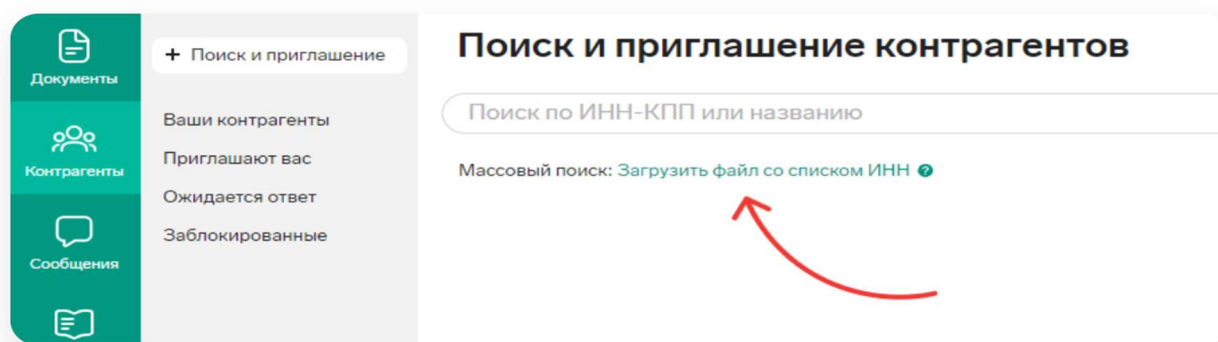 Документы
Контрагенты
Сообщения
+ Поиск и приглашение
Ваши контрагенты
Приглашают вас
Ожидается ответ
Заблокированные
Поиск и приглашение контрагентов
Поиск по ИНН-КПП или названию
Массовый поиск: Загрузить файл со списком ИНН ?